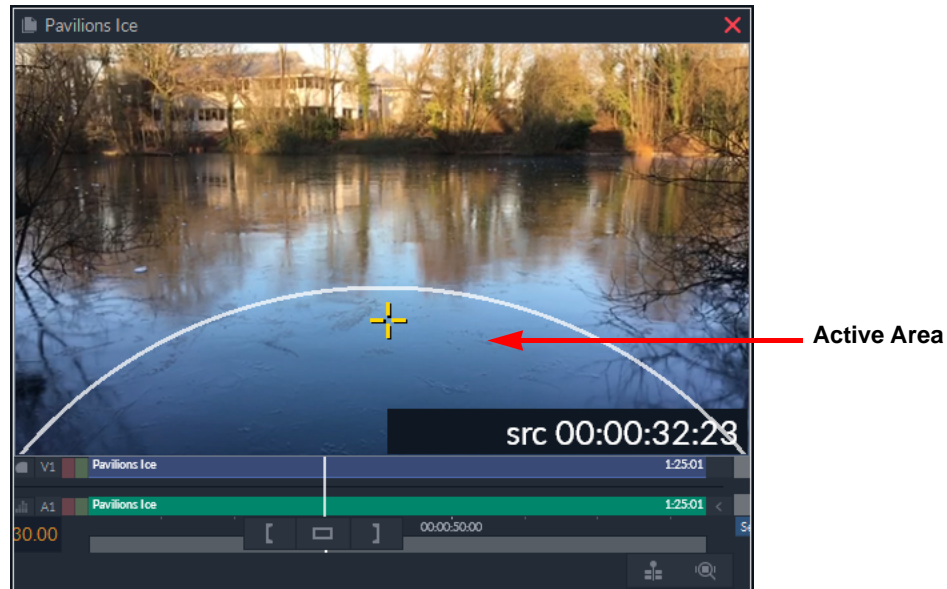 Pavilions Ice
Active Area
src 00:00:32:23
V1 Pavilions Ice 1:25:01
A1 Pavilions Ice 1:25:01
30.00 [ ] 00:00:50:00